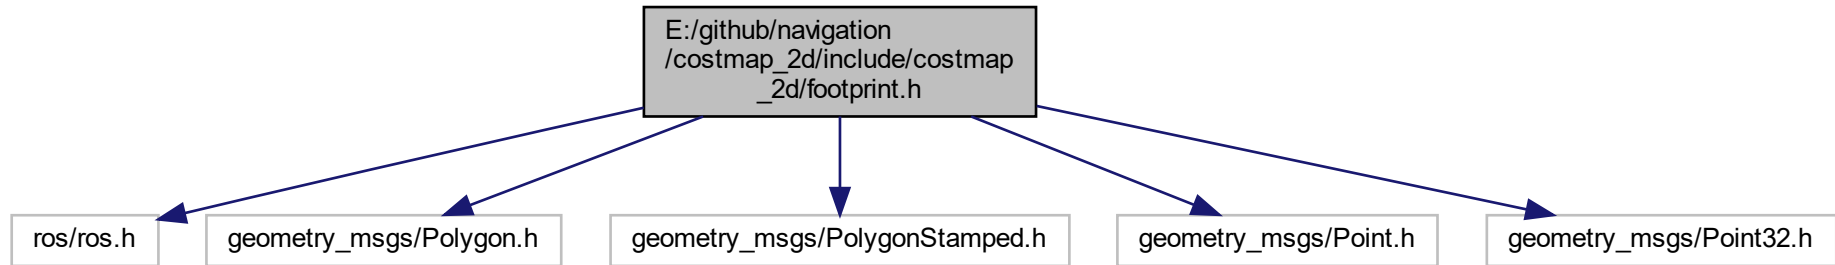 E:/github/navigation
/costmap_2d/include/costmap
_2d/footprint.h
ros/ros.h
geometry_msgs/Polygon.h
geometry_msgs/PolygonStamped.h
geometry_msgs/Point.h
geometry_msgs/Point32.h